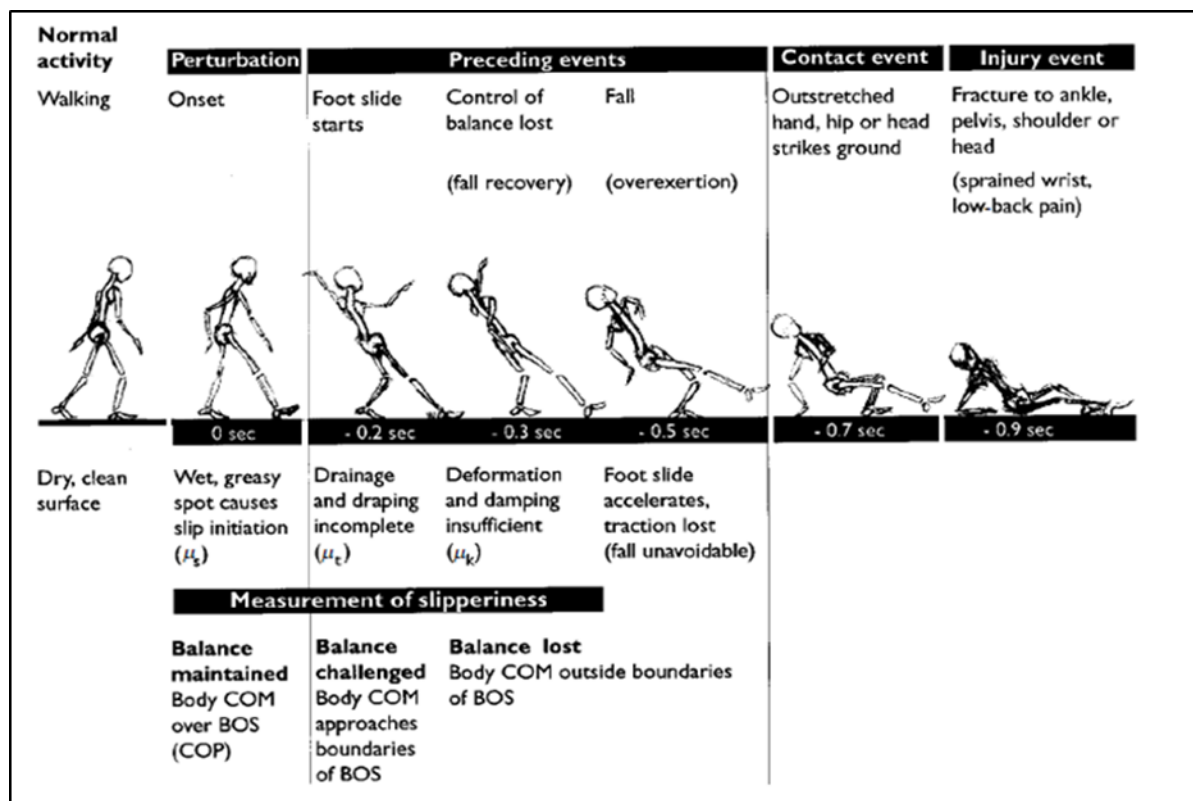 Normal
activity
Perturbation
Preceding events
Contact event
Injury event
Walking
Onset
Foot slide
starts
Control of
balance lost
(fall recovery)
Fall
(overexertion)
Outstretched
hand, hip or head
strikes ground
Fracture to ankle,
pelvis, shoulder or
head
(sprained wrist,
low-back pain)
0 sec
- 0.2 sec
- 0.3 sec
- 0.5 sec
- 0.7 sec
- 0.9 sec
Dry, clean
surface
Wet, greasy
spot causes
slip initiation
(μs)
Drainage
and draping
incomplete
(μt)
Deformation
and damping
insufficient
(μk)
Foot slide
accelerates,
traction lost
(fall unavoidable)
Measurement of slipperiness
Balance
maintained
Body COM
over BOS
(COP)
Balance
challenged
Body COM
approaches
boundaries
of BOS
Balance lost
Body COM outside boundaries
of BOS